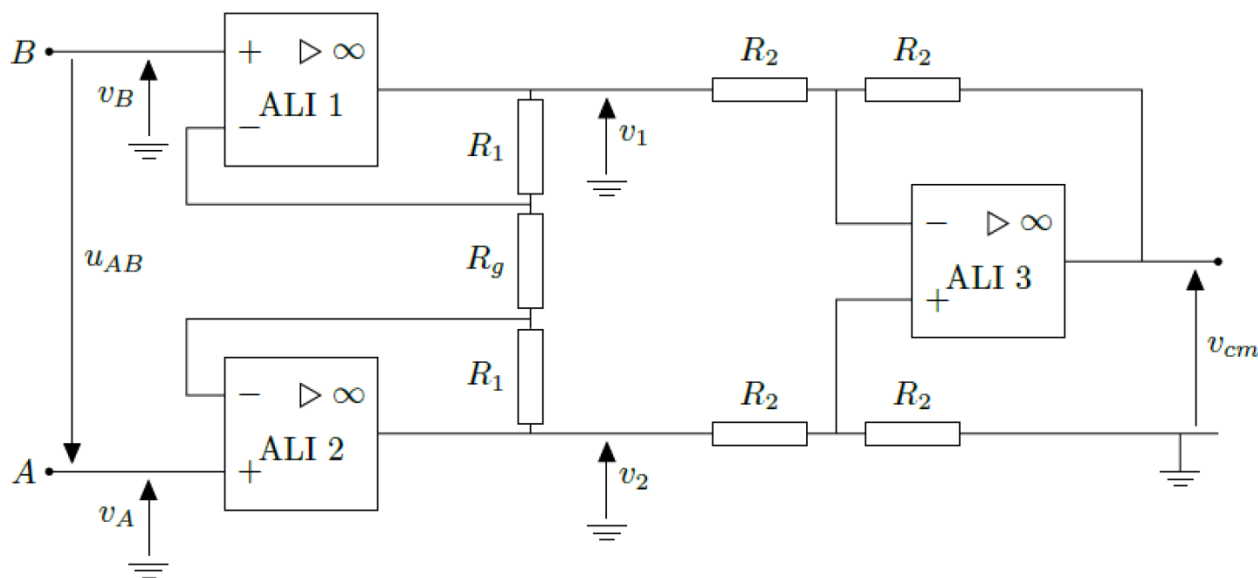 B
+ ▷ ∞
ALI 1
−
v_B
R_1
v_1
R_2
R_2
u_AB
R_g
− ▷ ∞
ALI 3
+
v_cm
− ▷ ∞
ALI 2
+
R_1
R_2
R_2
A
v_A
v_2